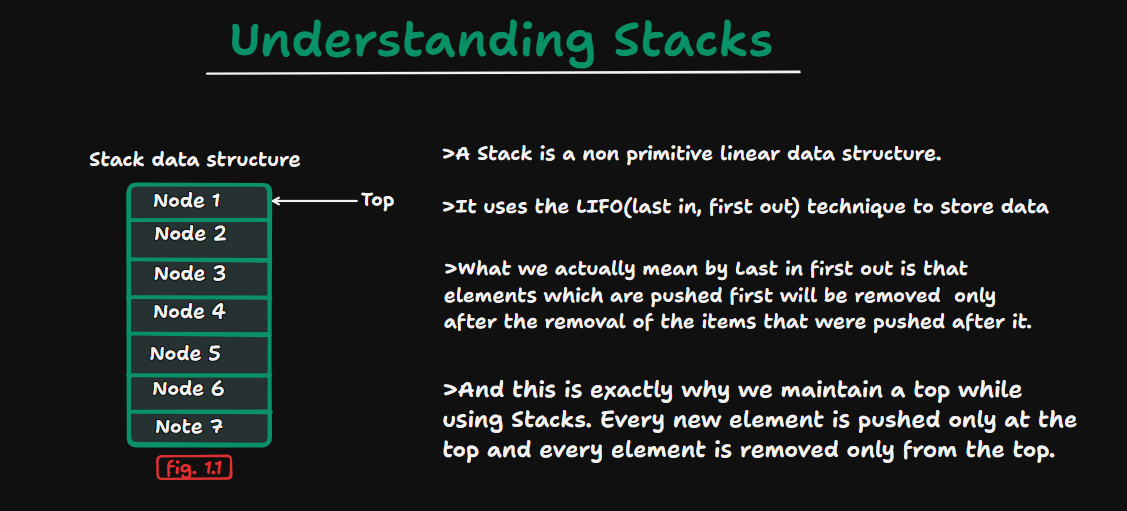 Understanding Stacks
Stack data structure
Node 1
Top
Node 2
Node 3
Node 4
Node 5
Node 6
Note 7
fig. 1.1
>A Stack is a non primitive linear data structure.
>It uses the LIFO(last in, first out) technique to store data
>What we actually mean by Last in first out is that
elements which are pushed first will be removed only
after the removal of the items that were pushed after it.
>And this is exactly why we maintain a top while
using Stacks. Every new element is pushed only at the
top and every element is removed only from the top.